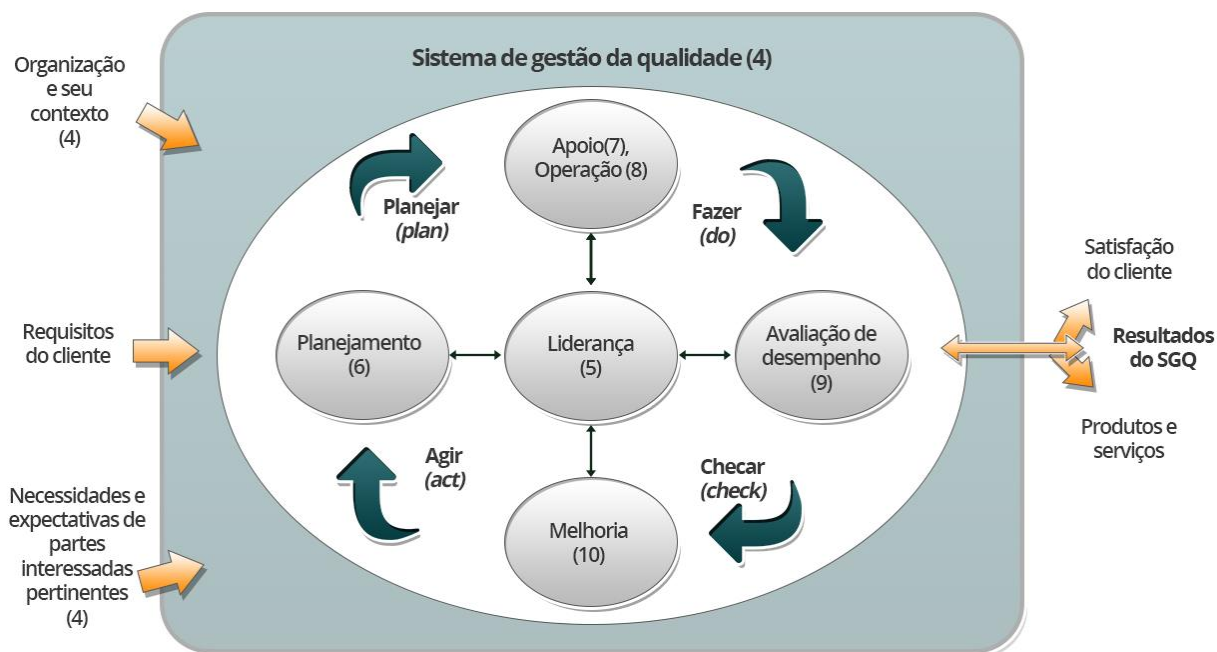 Sistema de gestão da qualidade (4)
Organização
e seu
contexto
(4)
Requisitos
do cliente
Necessidades e
expectativas de
partes
interessadas
pertinentes
(4)
Apoio(7),
Operação (8)
Planejar
(plan)
Fazer
(do)
Planejamento
(6)
Liderança
(5)
Avaliação de
desempenho
(9)
Agir
(act)
Checar
(check)
Melhoria
(10)
Satisfação
do cliente
Resultados
do SGQ
Produtos e
serviços